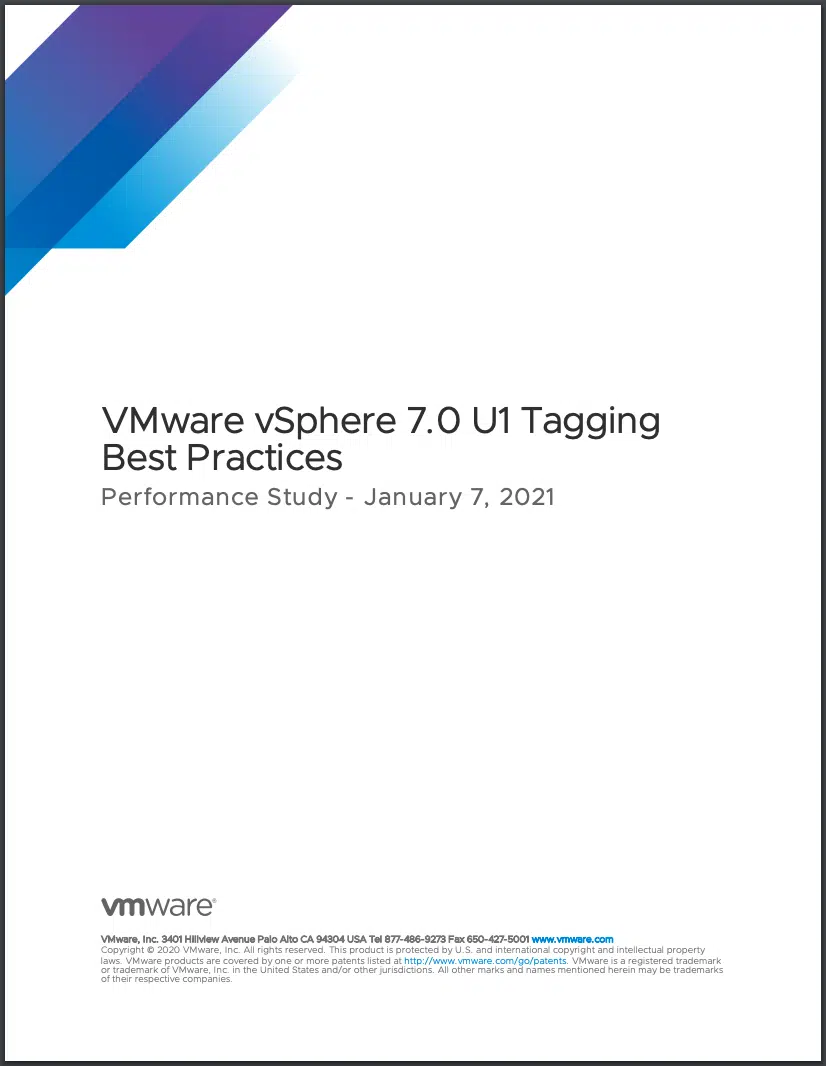 VMware vSphere 7.0 U1 Tagging
Best Practices
Performance Study - January 7, 2021
vmware®
VMware, Inc. 3401 Hillview Avenue Palo Alto CA 94304 USA Tel 877-486-9273 Fax 650-427-5001 www.vmware.com
Copyright © 2020 VMware, Inc. All rights reserved. This product is protected by U.S. and international copyright and intellectual property
laws. VMware products are covered by one or more patents listed at http://www.vmware.com/go/patents. VMware is a registered trademark
or trademark of VMware, Inc. in the United States and/or other jurisdictions. All other marks and names mentioned herein may be trademarks
of their respective companies.